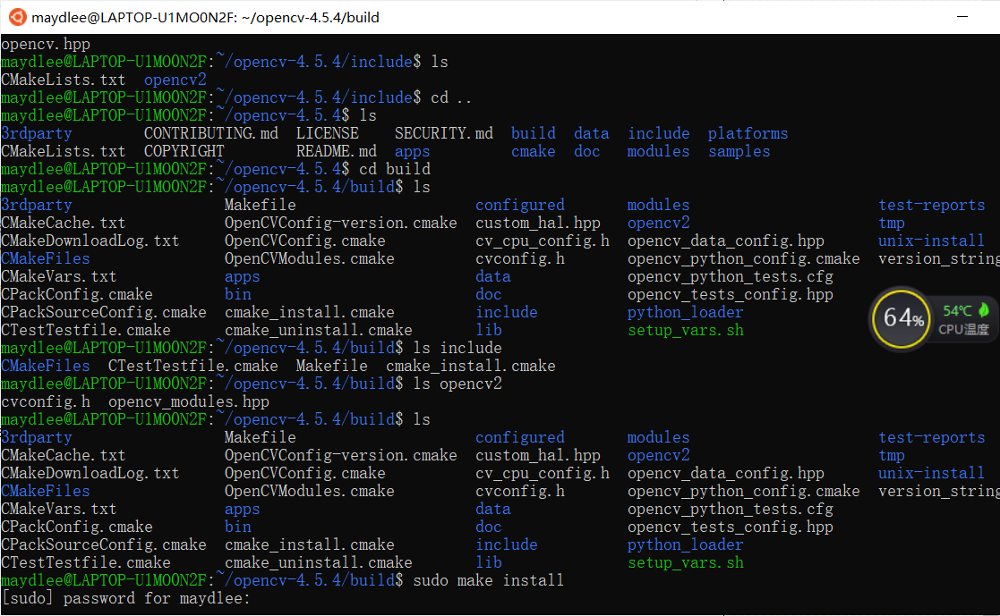 maydlee@LAPTOP-U1MO0N2F: ~/opencv-4.5.4/build
opencv.hpp
maydlee@LAPTOP-U1MO0N2F:~/opencv-4.5.4/include$ ls
CMakeLists.txt opencv2
maydlee@LAPTOP-U1MO0N2F:~/opencv-4.5.4/include$ cd ..
maydlee@LAPTOP-U1MO0N2F:~/opencv-4.5.4$ ls
3rdparty CONTRIBUTING.md LICENSE SECURITY.md build data include platforms
CMakeLists.txt COPYRIGHT README.md apps cmake doc modules samples
maydlee@LAPTOP-U1MO0N2F:~/opencv-4.5.4$ cd build
maydlee@LAPTOP-U1MO0N2F:~/opencv-4.5.4/build$ ls
3rdparty Makefile configured modules test-reports
CMakeCache.txt OpenCVConfig-version.cmake custom_hal.hpp opencv2 tmp
CMakeDownloadLog.txt OpenCVConfig.cmake cv_cpu_config.h opencv_data_config.hpp unix-install
CMakeFiles OpenCVModules.cmake cvconfig.h opencv_python_config.cmake version_string
CMakeVars.txt apps data opencv_python_tests.cfg
CPackConfig.cmake bin doc opencv_tests_config.hpp
CPackSourceConfig.cmake cmake_install.cmake include python_loader
CTestTestfile.cmake cmake_uninstall.cmake lib setup_vars.sh
64% 54℃
CPU温度
maydlee@LAPTOP-U1MO0N2F:~/opencv-4.5.4/build$ ls include
CMakeFiles CTestTestfile.cmake Makefile cmake_install.cmake
maydlee@LAPTOP-U1MO0N2F:~/opencv-4.5.4/build$ ls opencv2
cvconfig.h opencv_modules.hpp
maydlee@LAPTOP-U1MO0N2F:~/opencv-4.5.4/build$ ls
3rdparty Makefile configured modules test-reports
CMakeCache.txt OpenCVConfig-version.cmake custom_hal.hpp opencv2 tmp
CMakeDownloadLog.txt OpenCVConfig.cmake cv_cpu_config.h opencv_data_config.hpp unix-install
CMakeFiles OpenCVModules.cmake cvconfig.h opencv_python_config.cmake version_string
CMakeVars.txt apps data opencv_python_tests.cfg
CPackConfig.cmake bin doc opencv_tests_config.hpp
CPackSourceConfig.cmake cmake_install.cmake include python_loader
CTestTestfile.cmake cmake_uninstall.cmake lib setup_vars.sh
maydlee@LAPTOP-U1MO0N2F:~/opencv-4.5.4/build$ sudo make install
[sudo] password for maydlee: